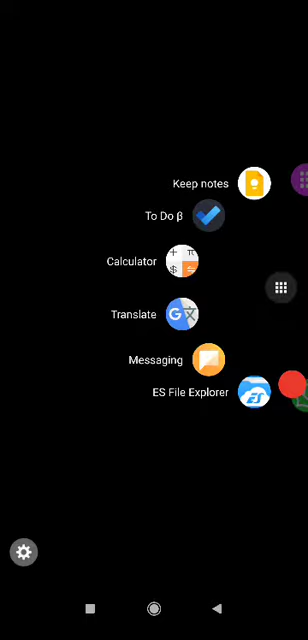 Keep notes
To Do β
Calculator
Translate
Messaging
ES File Explorer